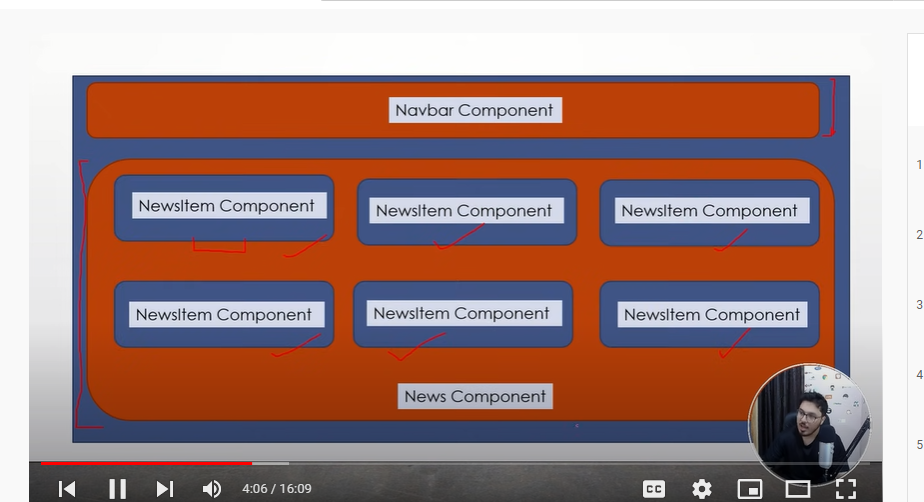 Navbar Component
NewsItem Component
NewsItem Component
NewsItem Component
NewsItem Component
NewsItem Component
NewsItem Component
News Component
4:06 / 16:09
CC
1
2
3
4
5